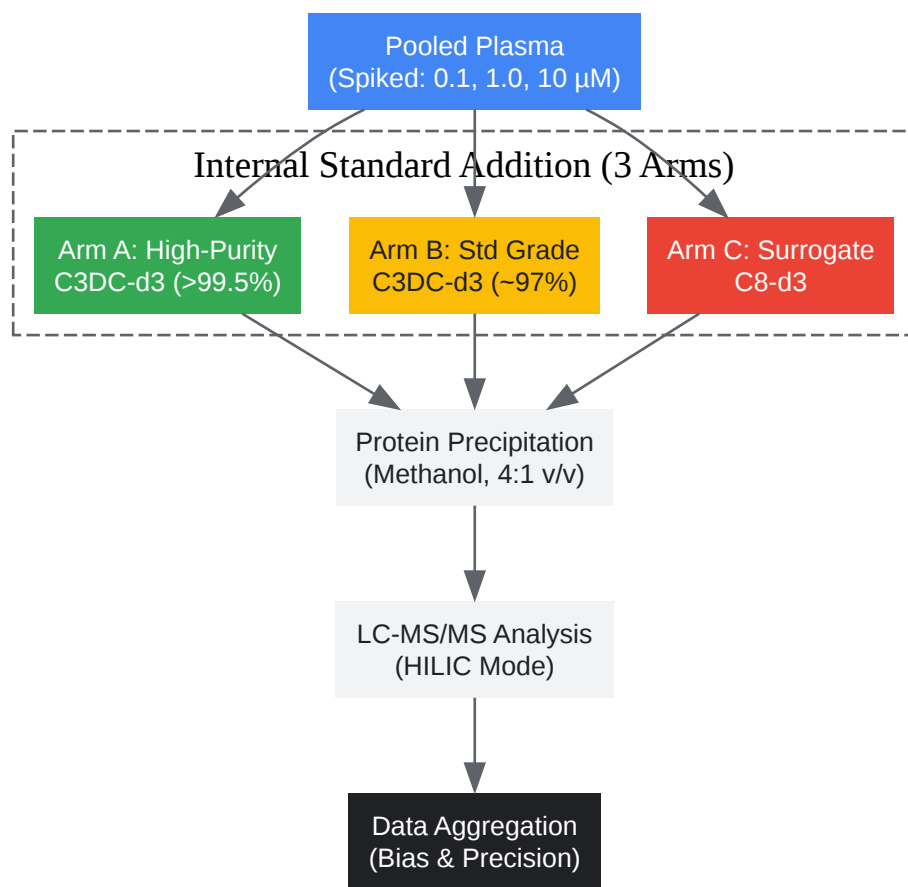 Pooled Plasma
(Spiked: 0.1, 1.0, 10 µM)
Internal Standard Addition (3 Arms)
Arm A: High-Purity
C3DC-d3 (>99.5%)
Arm B: Std Grade
C3DC-d3 (~97%)
Arm C: Surrogate
C8-d3
Protein Precipitation
(Methanol, 4:1 v/v)
LC-MS/MS Analysis
(HILIC Mode)
Data Aggregation
(Bias & Precision)